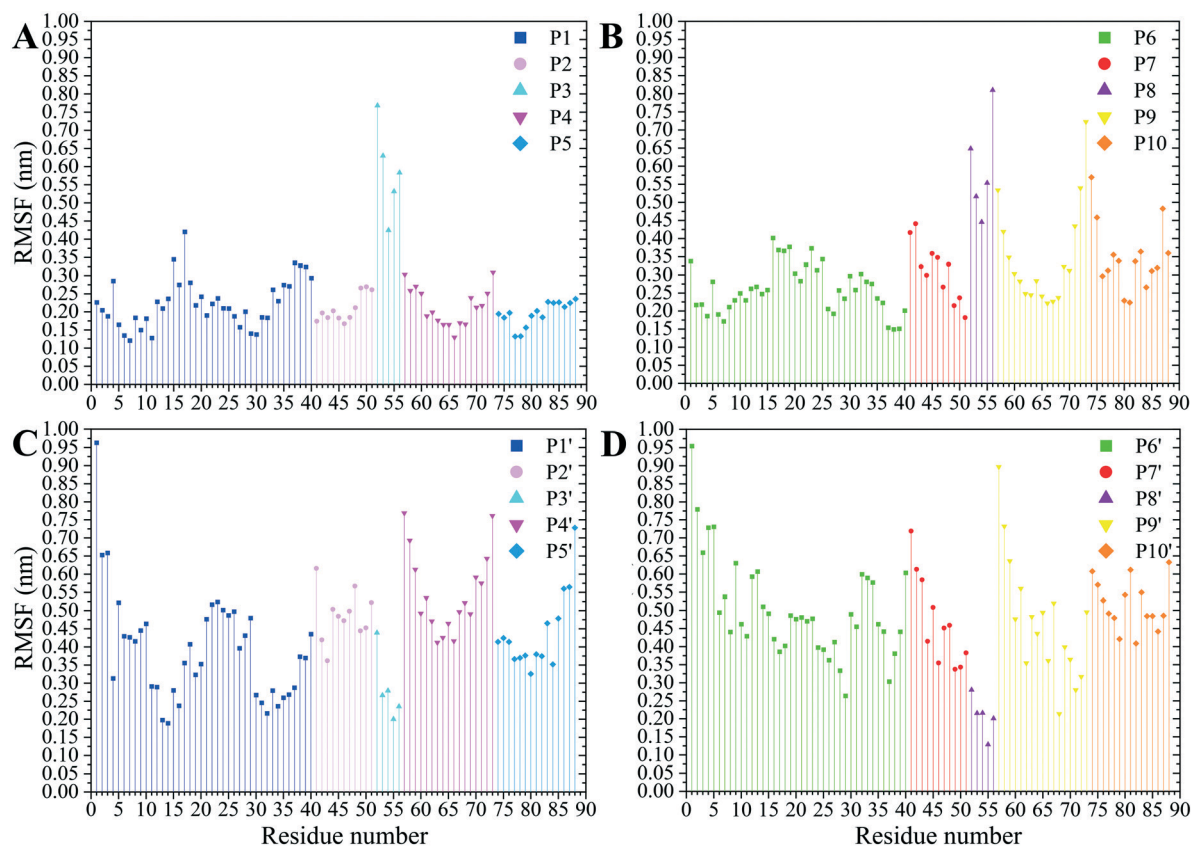 A
RMSF (nm)
1.00
0.95
0.90
0.85
0.80
0.75
0.70
0.65
0.60
0.55
0.50
0.45
0.40
0.35
0.30
0.25
0.20
0.15
0.10
0.05
0.00
P1
P2
P3
P4
P5
0 5 10 15 20 25 30 35 40 45 50 55 60 65 70 75 80 85 90
B
1.00
0.95
0.90
0.85
0.80
0.75
0.70
0.65
0.60
0.55
0.50
0.45
0.40
0.35
0.30
0.25
0.20
0.15
0.10
0.05
0.00
P6
P7
P8
P9
P10
0 5 10 15 20 25 30 35 40 45 50 55 60 65 70 75 80 85 90
C
RMSF (nm)
1.00
0.95
0.90
0.85
0.80
0.75
0.70
0.65
0.60
0.55
0.50
0.45
0.40
0.35
0.30
0.25
0.20
0.15
0.10
0.05
0.00
P1'
P2'
P3'
P4'
P5'
0 5 10 15 20 25 30 35 40 45 50 55 60 65 70 75 80 85 90
Residue number
D
1.00
0.95
0.90
0.85
0.80
0.75
0.70
0.65
0.60
0.55
0.50
0.45
0.40
0.35
0.30
0.25
0.20
0.15
0.10
0.05
0.00
P6'
P7'
P8'
P9'
P10'
0 5 10 15 20 25 30 35 40 45 50 55 60 65 70 75 80 85 90
Residue number